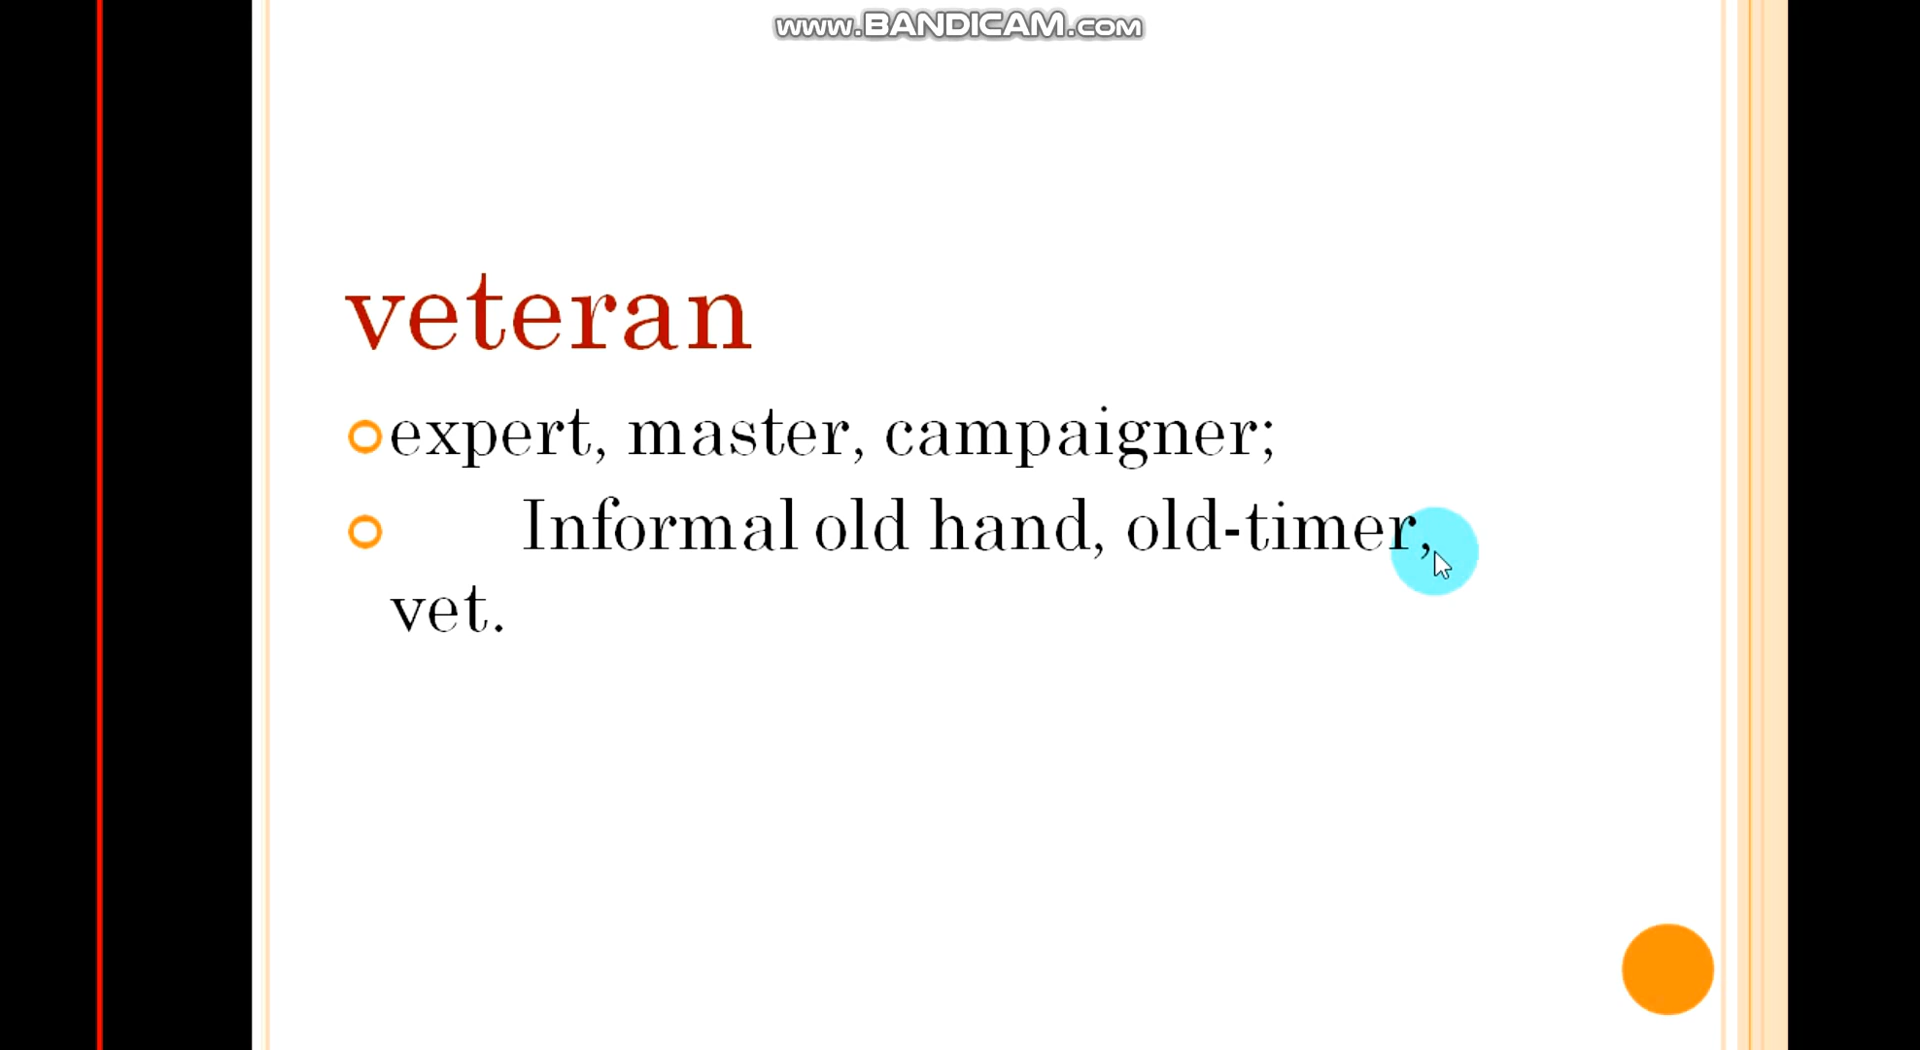 www.BANDICAM.com
veteran
expert, master, campaigner;
Informal old hand, old-timer,
vet.